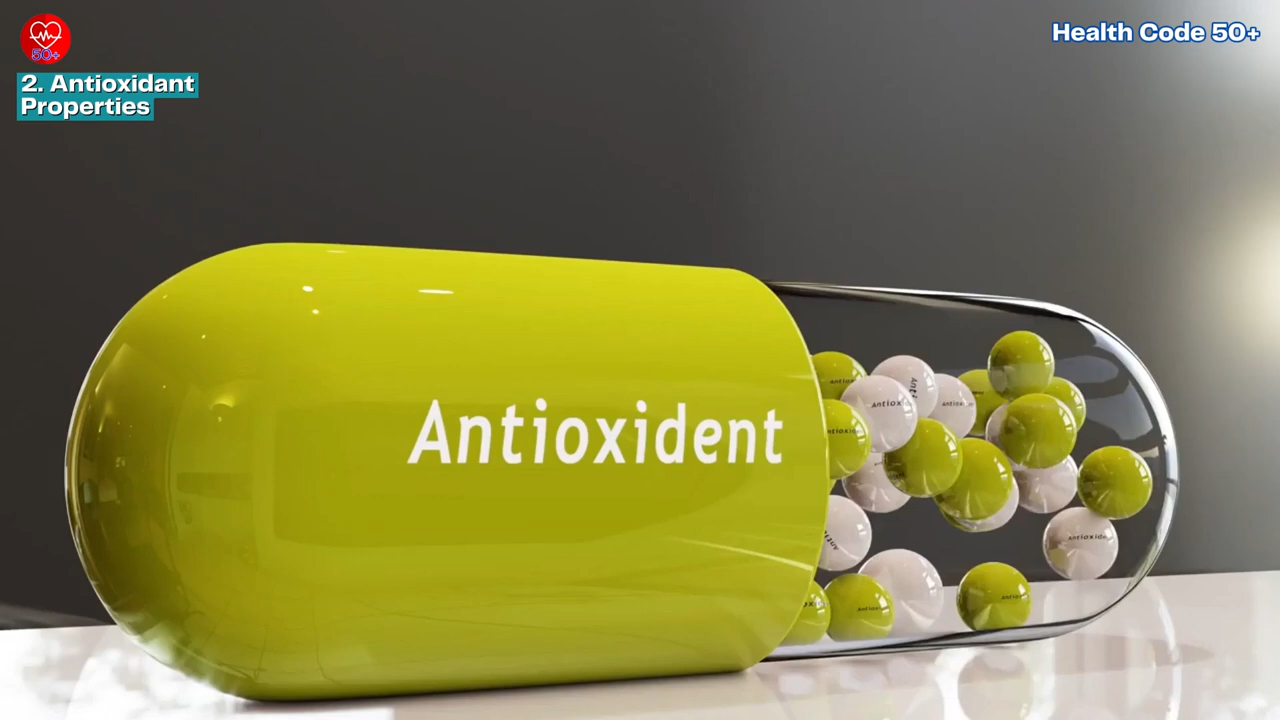 50+
Health Code 50+
2. Antioxidant
Properties
Antioxident